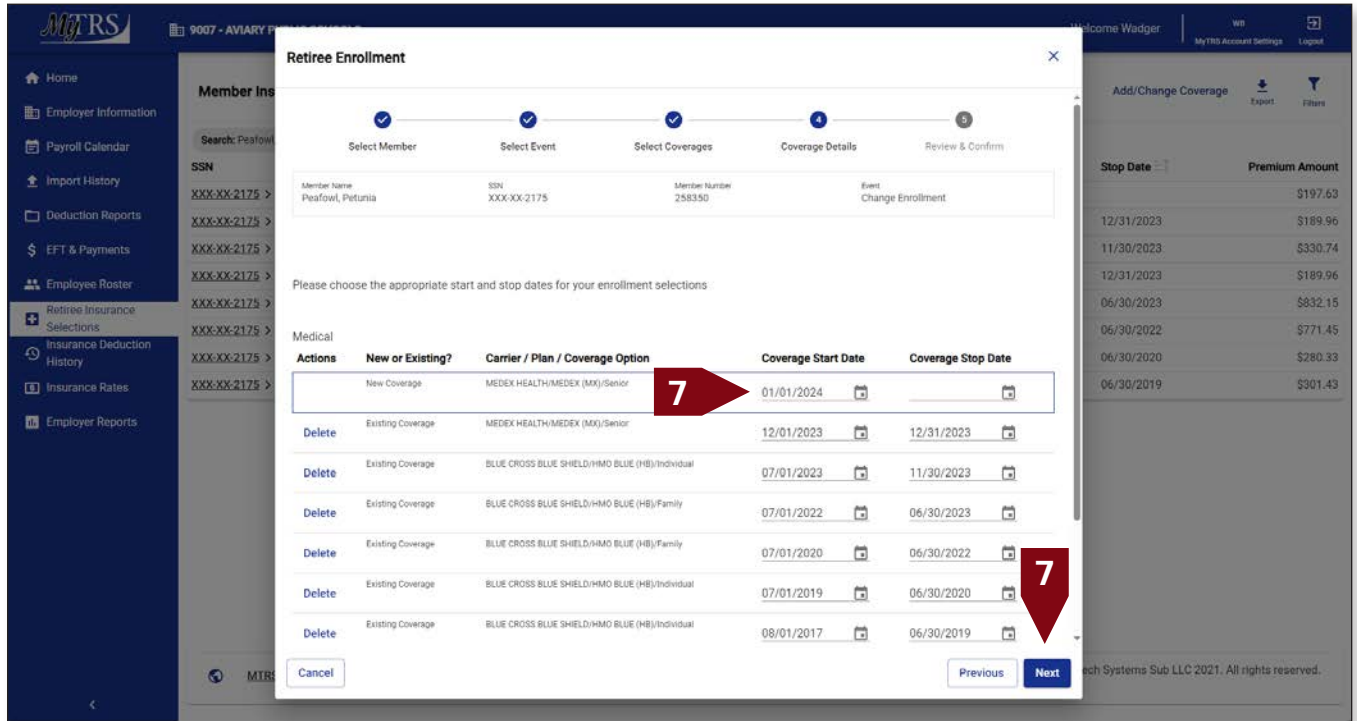 MyTRS
9007 - AVIARY P
Welcome Wadger
WB
MyTRS Account Settings
Logout
Home
Employer Information
Payroll Calendar
Import History
Deduction Reports
EFT & Payments
Employee Roster
Retiree Insurance
Selections
Insurance Deduction
History
Insurance Rates
Employer Reports
Member Ins
Add/Change Coverage
Export
Filters
Search: Peafowl,
SSN
Stop Date
Premium Amount
XXX-XX-2175 > $197.63
XXX-XX-2175 > 12/31/2023 $189.96
XXX-XX-2175 > 11/30/2023 $330.74
XXX-XX-2175 > 12/31/2023 $189.96
XXX-XX-2175 > 06/30/2023 $832.15
XXX-XX-2175 > 06/30/2022 $771.45
XXX-XX-2175 > 06/30/2020 $280.33
XXX-XX-2175 > 06/30/2019 $301.43
Retiree Enrollment
Select Member
Select Event
Select Coverages
4
Coverage Details
5
Review & Confirm
Member Name SSN Member Number Event
Peafowl, Petunia XXX-XX-2175 258350 Change Enrollment
Please choose the appropriate start and stop dates for your enrollment selections
Medical
Actions New or Existing? Carrier / Plan / Coverage Option Coverage Start Date Coverage Stop Date
New Coverage MEDEX HEALTH/MEDEX (MX)/Senior 7 01/01/2024
Delete Existing Coverage MEDEX HEALTH/MEDEX (MX)/Senior 12/01/2023 12/31/2023
Delete Existing Coverage BLUE CROSS BLUE SHIELD/HMO BLUE (HB)/Individual 07/01/2023 11/30/2023
Delete Existing Coverage BLUE CROSS BLUE SHIELD/HMO BLUE (HB)/Family 07/01/2022 06/30/2023
Delete Existing Coverage BLUE CROSS BLUE SHIELD/HMO BLUE (HB)/Family 07/01/2020 06/30/2022
Delete Existing Coverage BLUE CROSS BLUE SHIELD/HMO BLUE (HB)/Individual 07/01/2019 06/30/2020
7
Delete Existing Coverage BLUE CROSS BLUE SHIELD/HMO BLUE (HB)/Individual 08/01/2017 06/30/2019
Cancel
Previous
Next
MTRS
ech Systems Sub LLC 2021. All rights reserved.